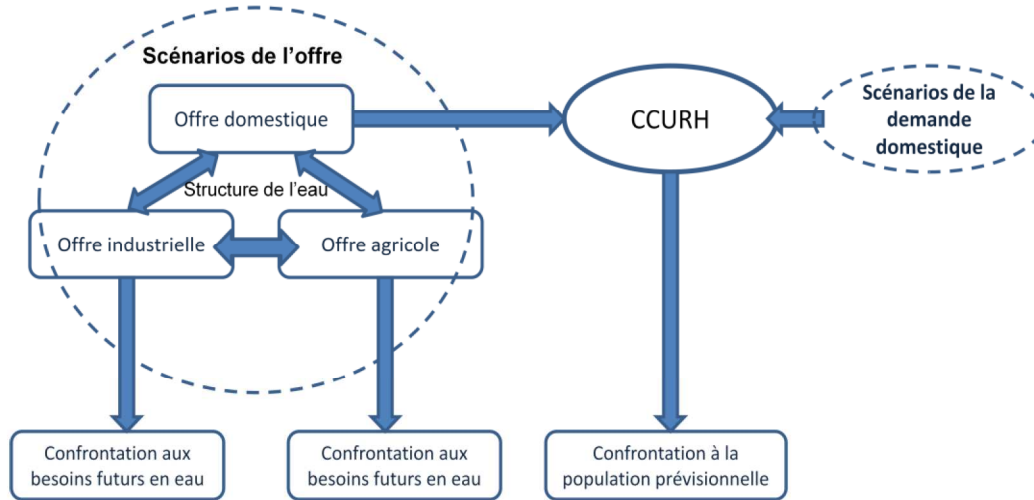 Scénarios de l'offre
Offre domestique
CCURH
Scénarios de la
demande
domestique
Structure de l'eau
Offre industrielle
Offre agricole
Confrontation aux
besoins futurs en eau
Confrontation aux
besoins futurs en eau
Confrontation à la
population prévisionnelle